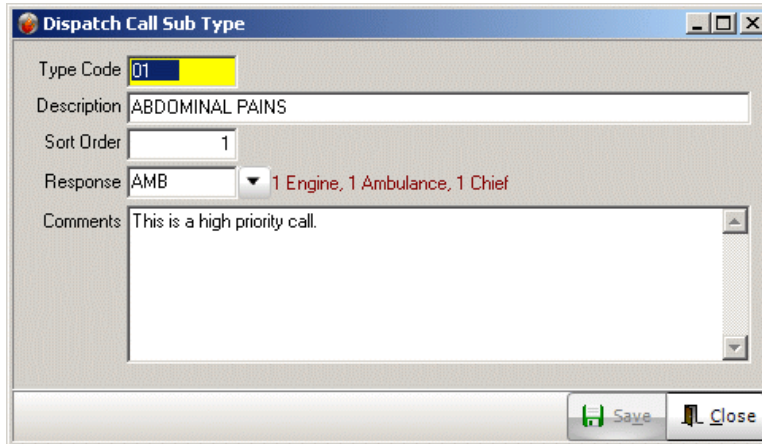 Dispatch Call Sub Type
Type Code 01
Description ABDOMINAL PAINS
Sort Order 1
Response AMB 1 Engine, 1 Ambulance, 1 Chief
Comments This is a high priority call.
Save Close